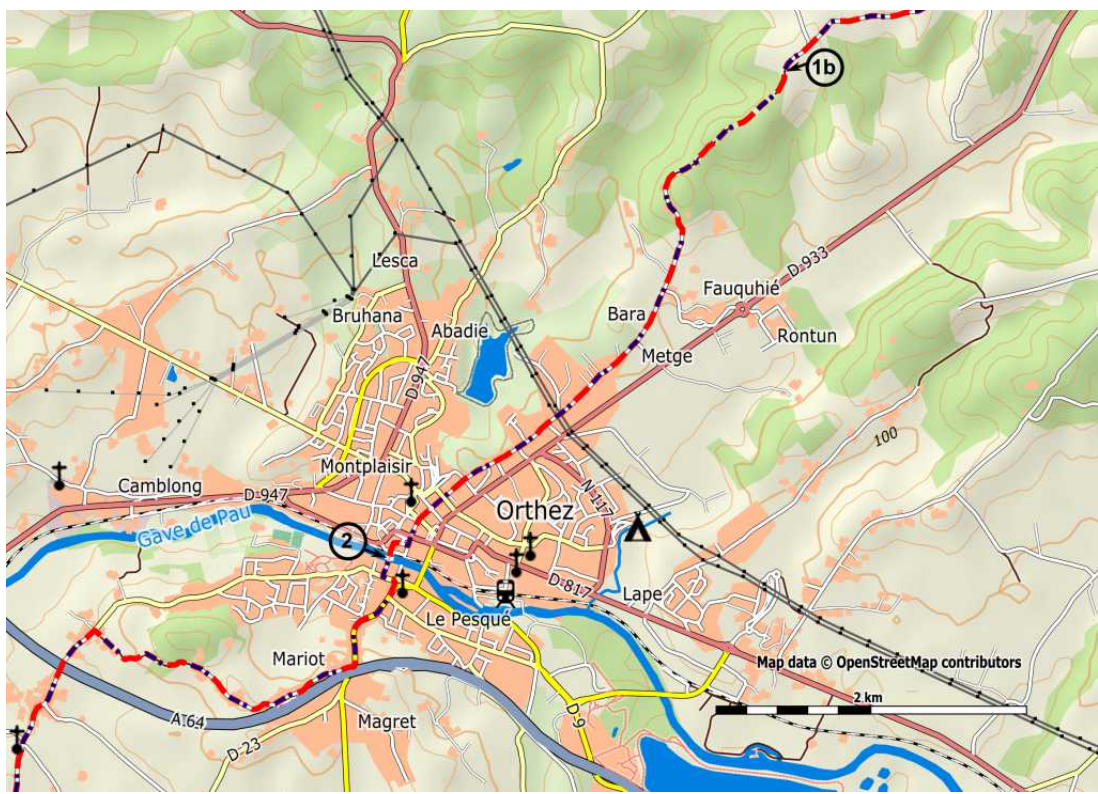 1b
D 933
Lesca
Fauquhié
Bruhana
Abadie
Bara
Rontun
Metge
D 947
100
Montplaisir
Camblong
D 947
N 117
Orthez
Gave de Pau
2
D 817
Lape
Le Pesqué
Mariot
Map data © OpenStreetMap contributors
2 km
A 64
Magret
D 9
D 23